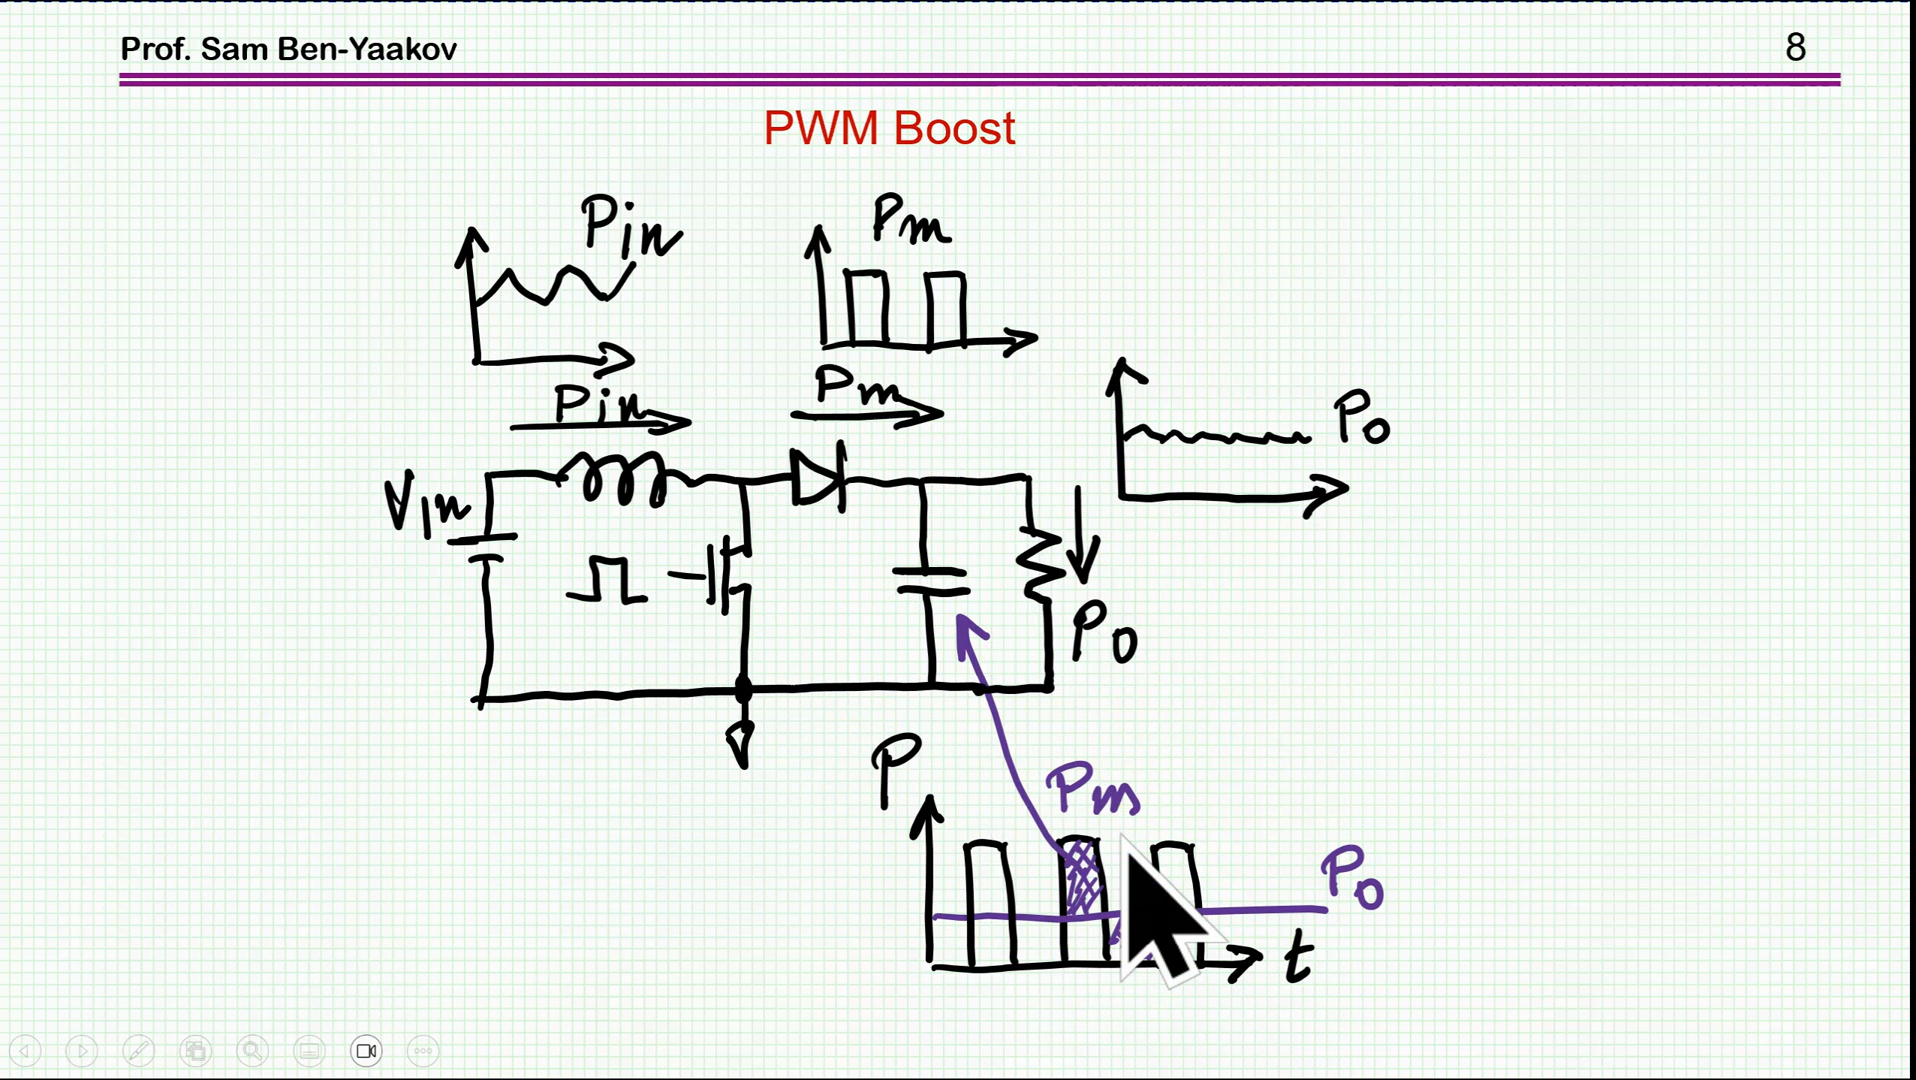 Prof. Sam Ben-Yaakov
8
PWM Boost
Pin
Pm
Pin
Pm
Po
Vin
Po
P
Pm
Po
t